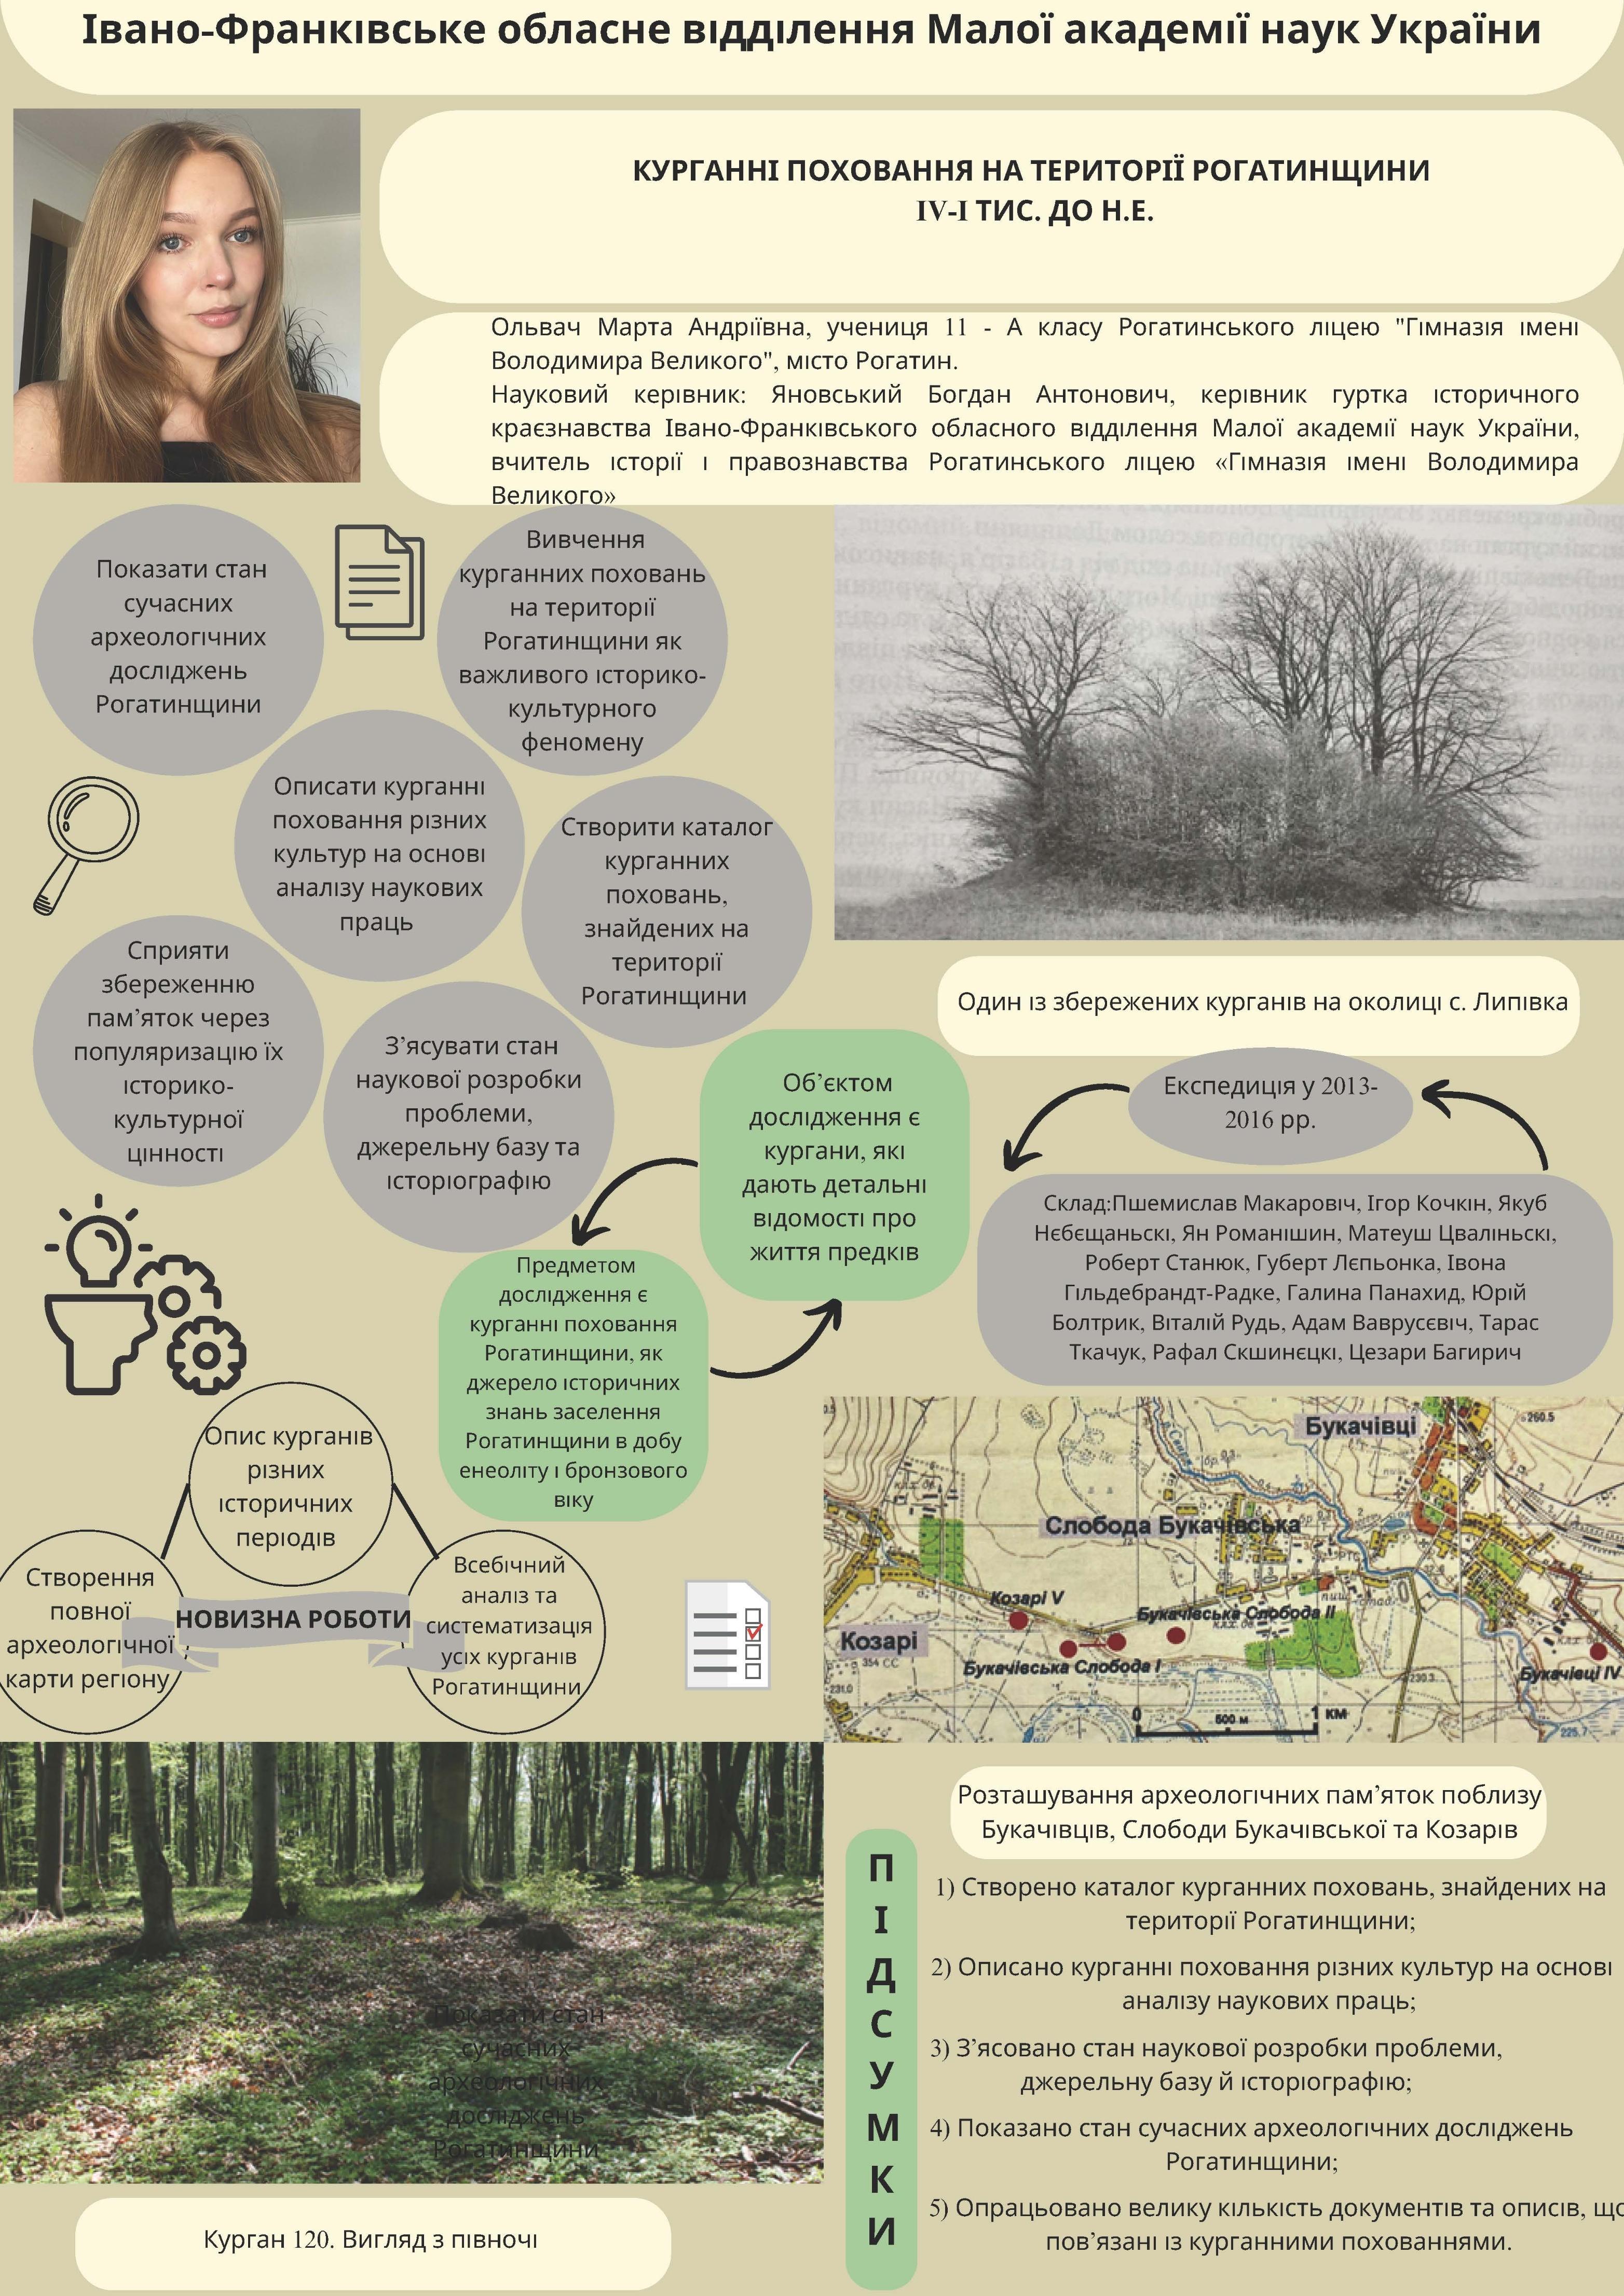 Івано-Франківське обласне відділення Малої академії наук України
КУРГАННІ ПОХОВАННЯ НА ТЕРИТОРІЇ РОГАТИНЩИНИ
IV-I ТИС. ДО Н.Е.
Ольвач Марта Андріївна, учениця 11 - А класу Рогатинського ліцею "Гімназія імені
Володимира Великого", місто Рогатин.
Науковий керівник: Яновський Богдан Антонович, керівник гуртка історичного
краєзнавства Івано-Франківського обласного відділення Малої академії наук України,
вчитель історії і правознавства Рогатинського ліцею «Гімназія імені Володимира
Великого»
Показати стан
сучасних
археологічних
досліджень
Рогатинщини
Вивчення
курганних поховань
на території
Рогатинщини як
важливого історико-
культурного
феномену
Описати курганні
поховання різних
культур на основі
аналізу наукових
праць
Створити каталог
курганних
поховань,
знайдених на
території
Рогатинщини
Сприяти
збереженню
пам’яток через
популяризацію їх
історико-
культурної
цінності
З’ясувати стан
наукової розробки
проблеми,
джерельну базу та
історіографію
Один із збережених курганів на околиці с. Липівка
Об’єктом
дослідження є
кургани, які
дають детальні
відомості про
життя предків
Експедиція у 2013-
2016 рр.
Склад:Пшемислав Макаровіч, Ігор Кочкін, Якуб
Нєбєщаньскі, Ян Романішин, Матеуш Цваліньскі,
Роберт Станюк, Губерт Лєпьонка, Івона
Гільдебрандт-Радке, Галина Панахид, Юрій
Болтрик, Віталій Рудь, Адам Ваврусєвіч, Тарас
Ткачук, Рафал Скшинєцкі, Цезари Багирич
Предметом
дослідження є
курганні поховання
Рогатинщини, як
джерело історичних
знань заселення
Рогатинщини в добу
енеоліту і бронзового
віку
Опис курганів
різних
історичних
періодів
Створення
повної
археологічної
карти регіону
НОВИЗНА РОБОТИ
Всебічний
аналіз та
систематизація
усіх курганів
Рогатинщини
Букачівці
260.5
Слобода Букачівська
Козарі V
Букачівська Слобода II
Козарі
354 СС
Букачівська Слобода I
Букачівці IV
231.0
230.3
0
500 м
1 км
225.7
Розташування археологічних пам’яток поблизу
Букачівців, Слободи Букачівської та Козарів
Показати стан
сучасних
археологічних
досліджень
Рогатинщини
Курган 120. Вигляд з півночі
П
І
Д
С
У
М
К
И
1) Створено каталог курганних поховань, знайдених на
території Рогатинщини;
2) Описано курганні поховання різних культур на основі
аналізу наукових праць;
3) З’ясовано стан наукової розробки проблеми,
джерельну базу й історіографію;
4) Показано стан сучасних археологічних досліджень
Рогатинщини;
5) Опрацьовано велику кількість документів та описів, що
пов’язані із курганними похованнями.